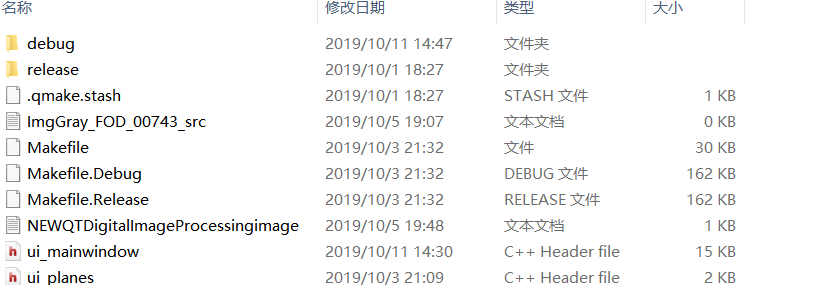 名称 修改日期 类型 大小
debug 2019/10/11 14:47 文件夹
release 2019/10/1 18:27 文件夹
.qmake.stash 2019/10/1 18:27 STASH 文件 1 KB
ImgGray_FOD_00743_src 2019/10/5 19:07 文本文档 0 KB
Makefile 2019/10/3 21:32 文件 30 KB
Makefile.Debug 2019/10/3 21:32 DEBUG 文件 162 KB
Makefile.Release 2019/10/3 21:32 RELEASE 文件 162 KB
NEWQTDigitalImageProcessingimage 2019/10/5 19:48 文本文档 1 KB
ui_mainwindow 2019/10/11 14:30 C++ Header file 15 KB
ui_planes 2019/10/3 21:09 C++ Header file 2 KB